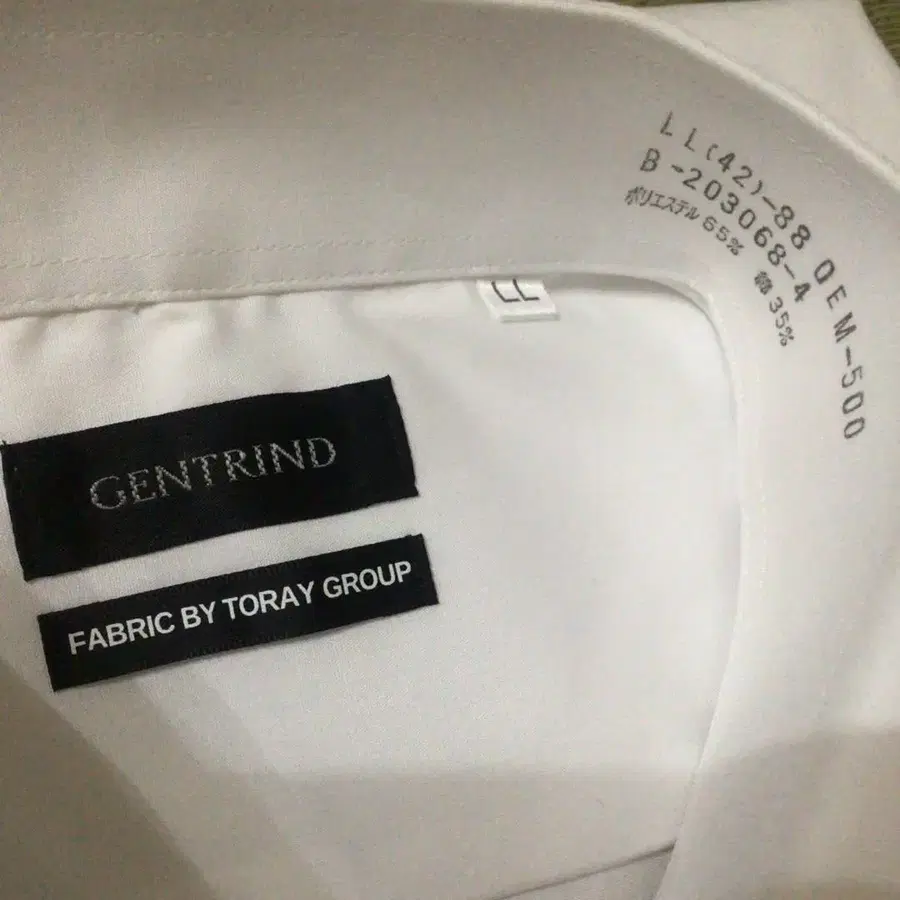 LL(42)-88 QEM-500
B-203068-4
ポリエステル 65% 綿 35%
LL
GENTRIND
FABRIC BY TORAY GROUP